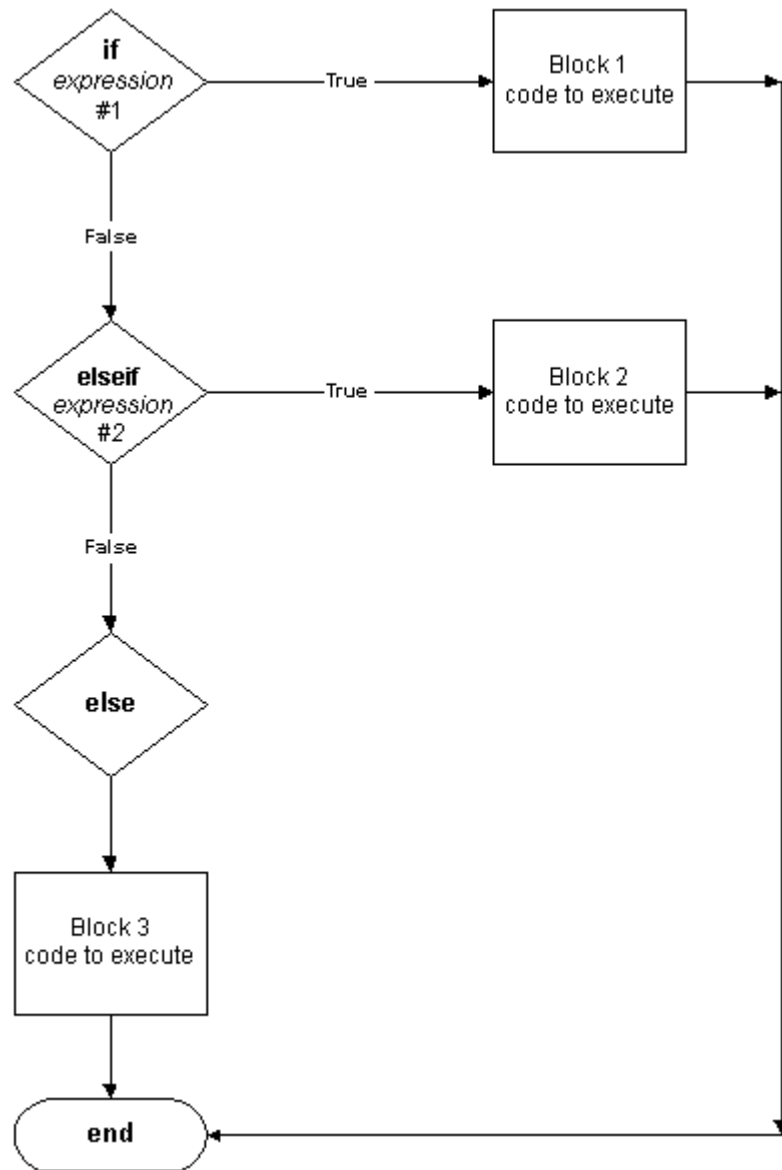 if
expression
#1
True
Block 1
code to execute
False
elseif
expression
#2
True
Block 2
code to execute
False
else
Block 3
code to execute
end